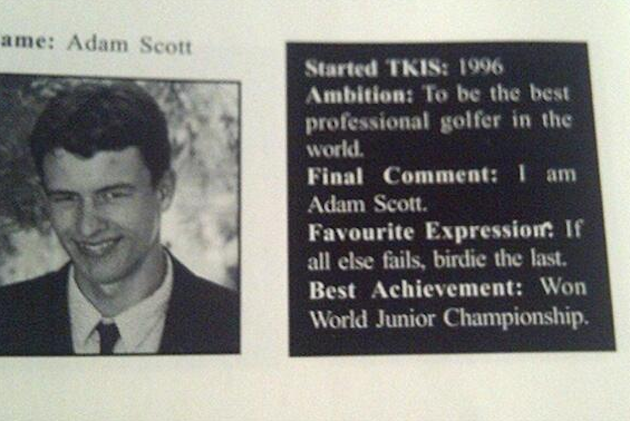 ame: Adam Scott
Started TKIS: 1996
Ambition: To be the best
professional golfer in the
world.
Final Comment: I am
Adam Scott.
Favourite Expression: If
all else fails, birdie the last.
Best Achievement: Won
World Junior Championship.